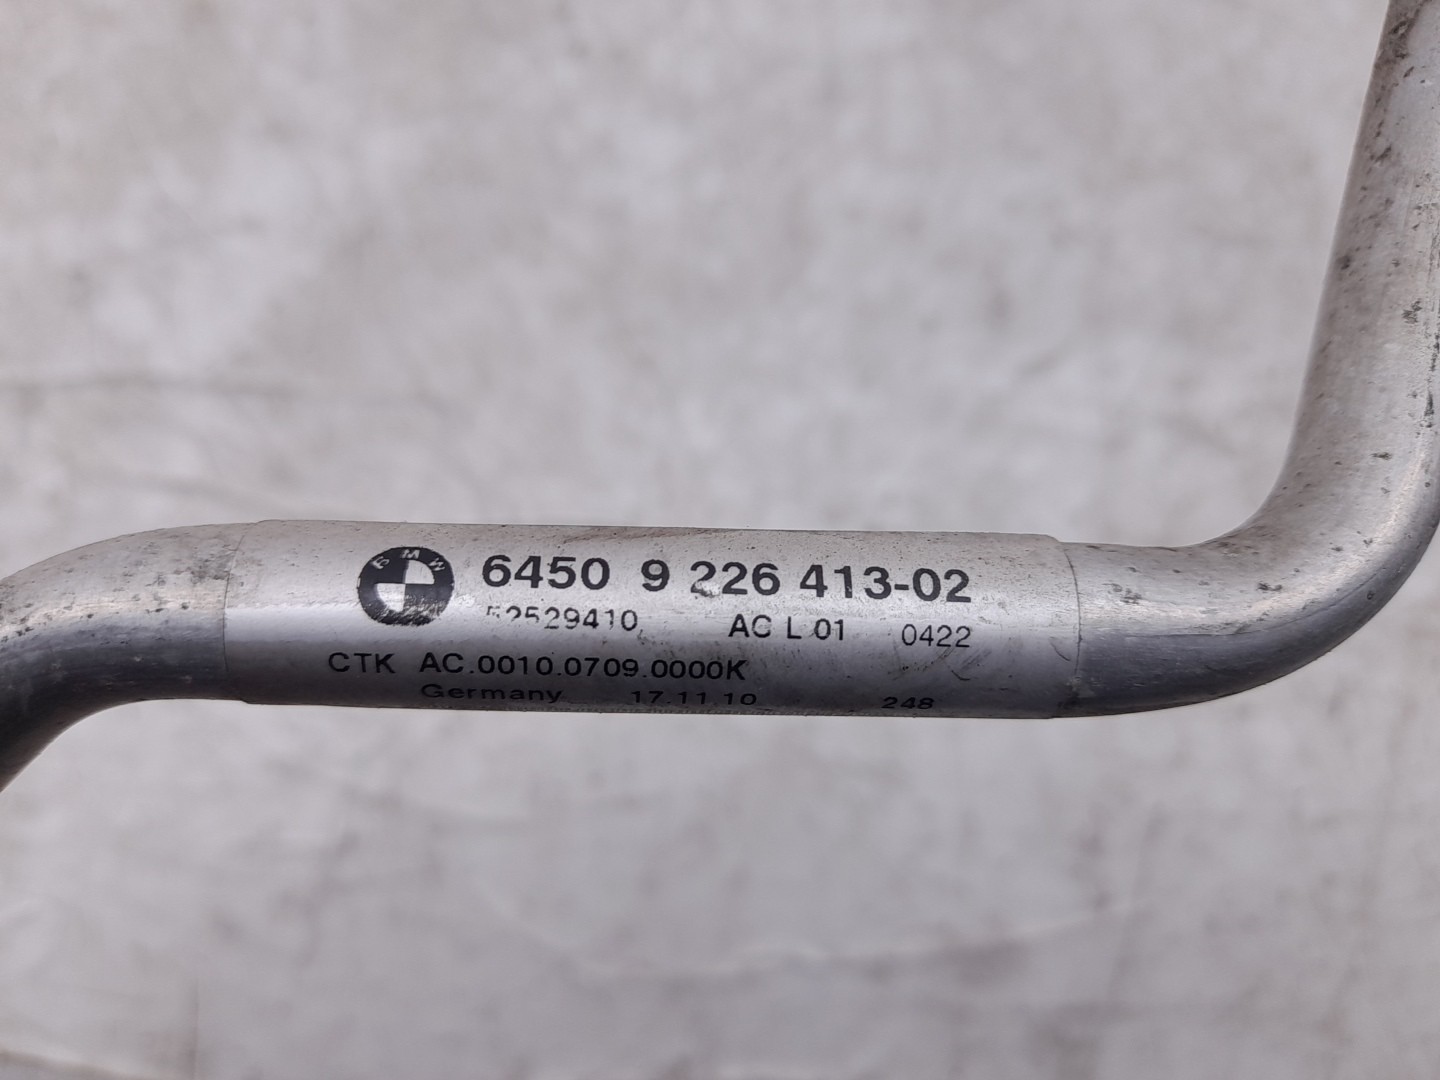 BMW 6450 9 226 413-02
52529410 AC L 01 0422
CTK AC.0010.0709.0000K
Germany 17.11.10 248